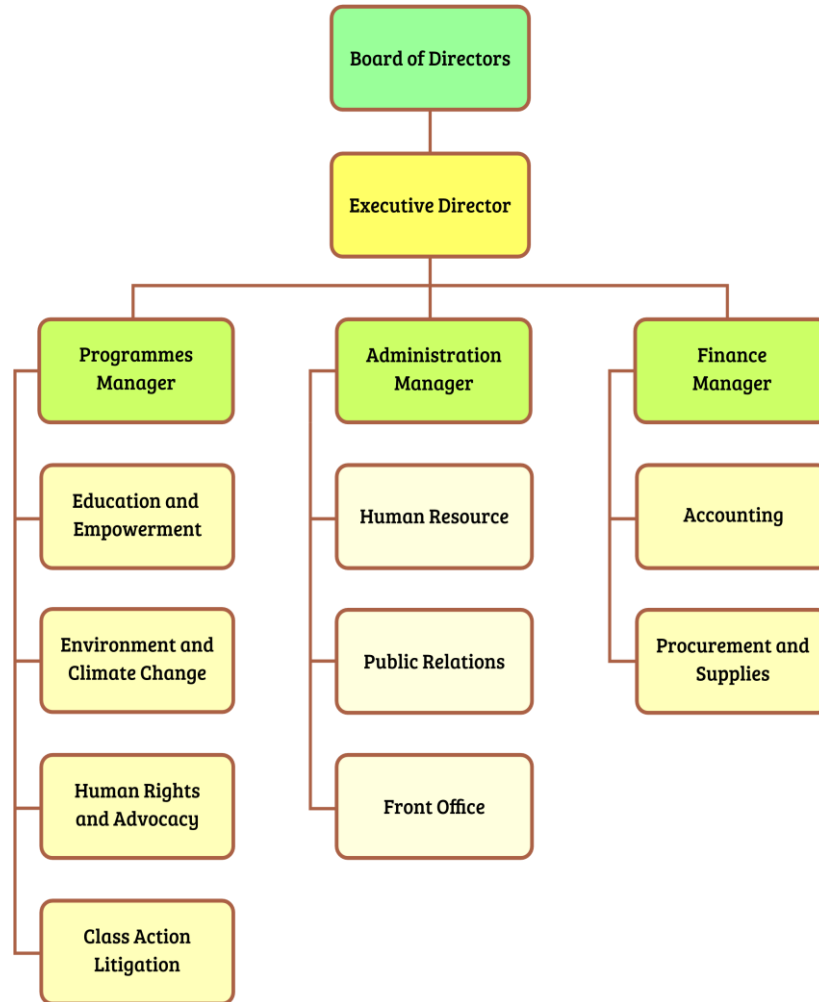 Board of Directors
Executive Director
Programmes
Manager
Education and
Empowerment
Environment and
Climate Change
Human Rights
and Advocacy
Class Action
Litigation
Administration
Manager
Human Resource
Public Relations
Front Office
Finance
Manager
Accounting
Procurement and
Supplies